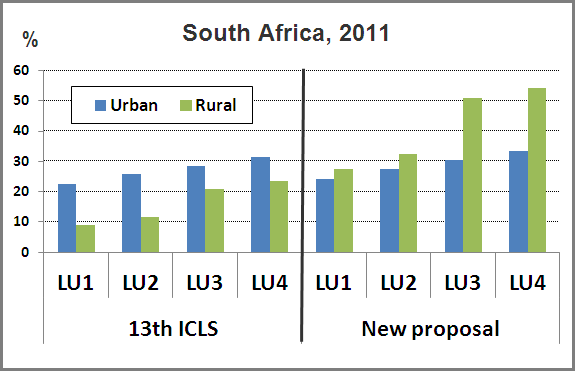 South Africa, 2011
%
60
50
40
30
20
10
0
Urban Rural
LU1 LU2 LU3 LU4 LU1 LU2 LU3 LU4
13th ICLS New proposal